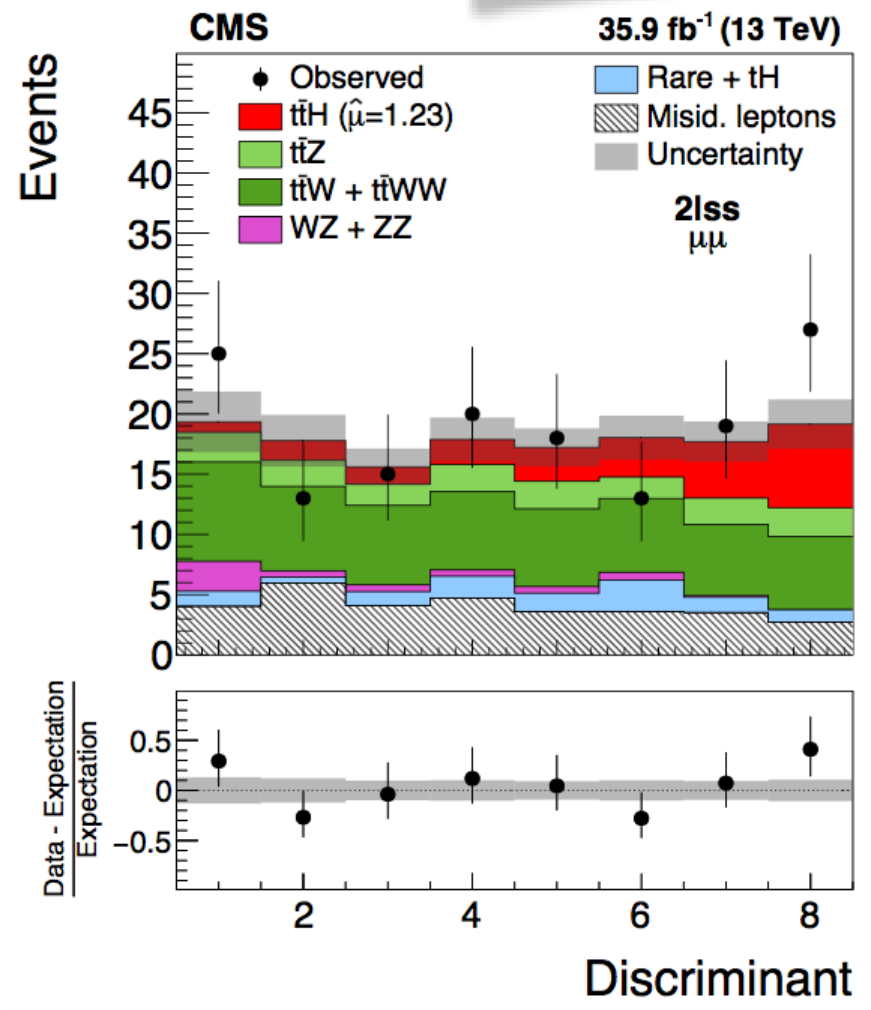 CMS 35.9 fb⁻¹ (13 TeV)
Events
Observed
tt̄H (μ̂=1.23)
tt̄Z
tt̄W + tt̄WW
WZ + ZZ
Rare + tH
Misid. leptons
Uncertainty
2lss
μμ
45
40
35
30
25
20
15
10
5
0
Data - Expectation
Expectation
0.5
0
−0.5
2 4 6 8
Discriminant